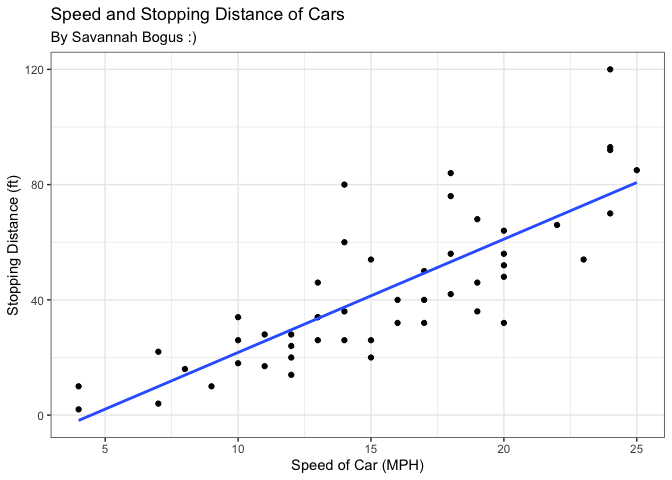 Speed and Stopping Distance of Cars
By Savannah Bogus :)
120
80
40
0
Stopping Distance (ft)
5 10 15 20 25
Speed of Car (MPH)